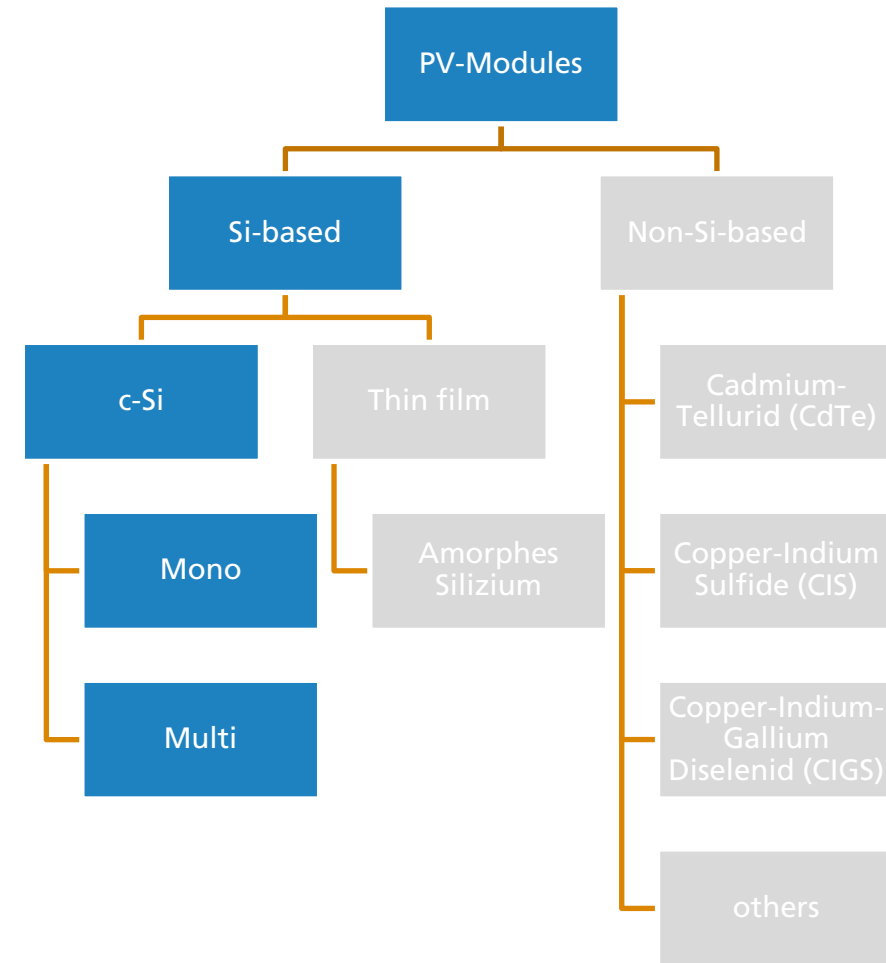 PV-Modules
Si-based
Non-Si-based
c-Si
Thin film
Cadmium-
Tellurid (CdTe)
Mono
Amorphes
Silizium
Copper-Indium
Sulfide (CIS)
Multi
Copper-Indium-
Gallium
Diselenid (CIGS)
others